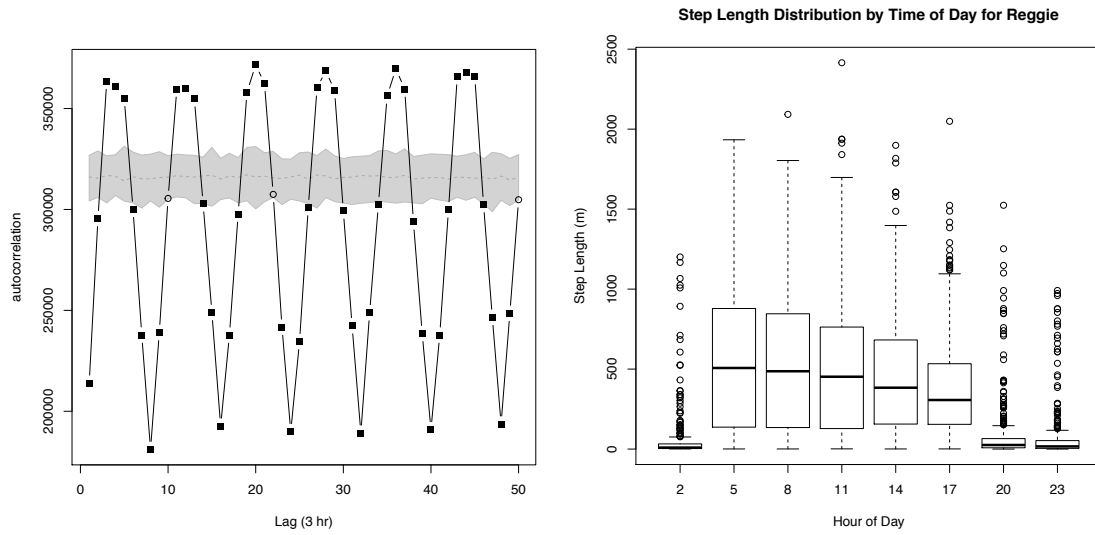 autocorrelation
350000
300000
250000
200000
0 10 20 30 40 50
Lag (3 hr)
Step Length Distribution by Time of Day for Reggie
Step Length (m)
2500
2000
1500
1000
500
0
2 5 8 11 14 17 20 23
Hour of Day